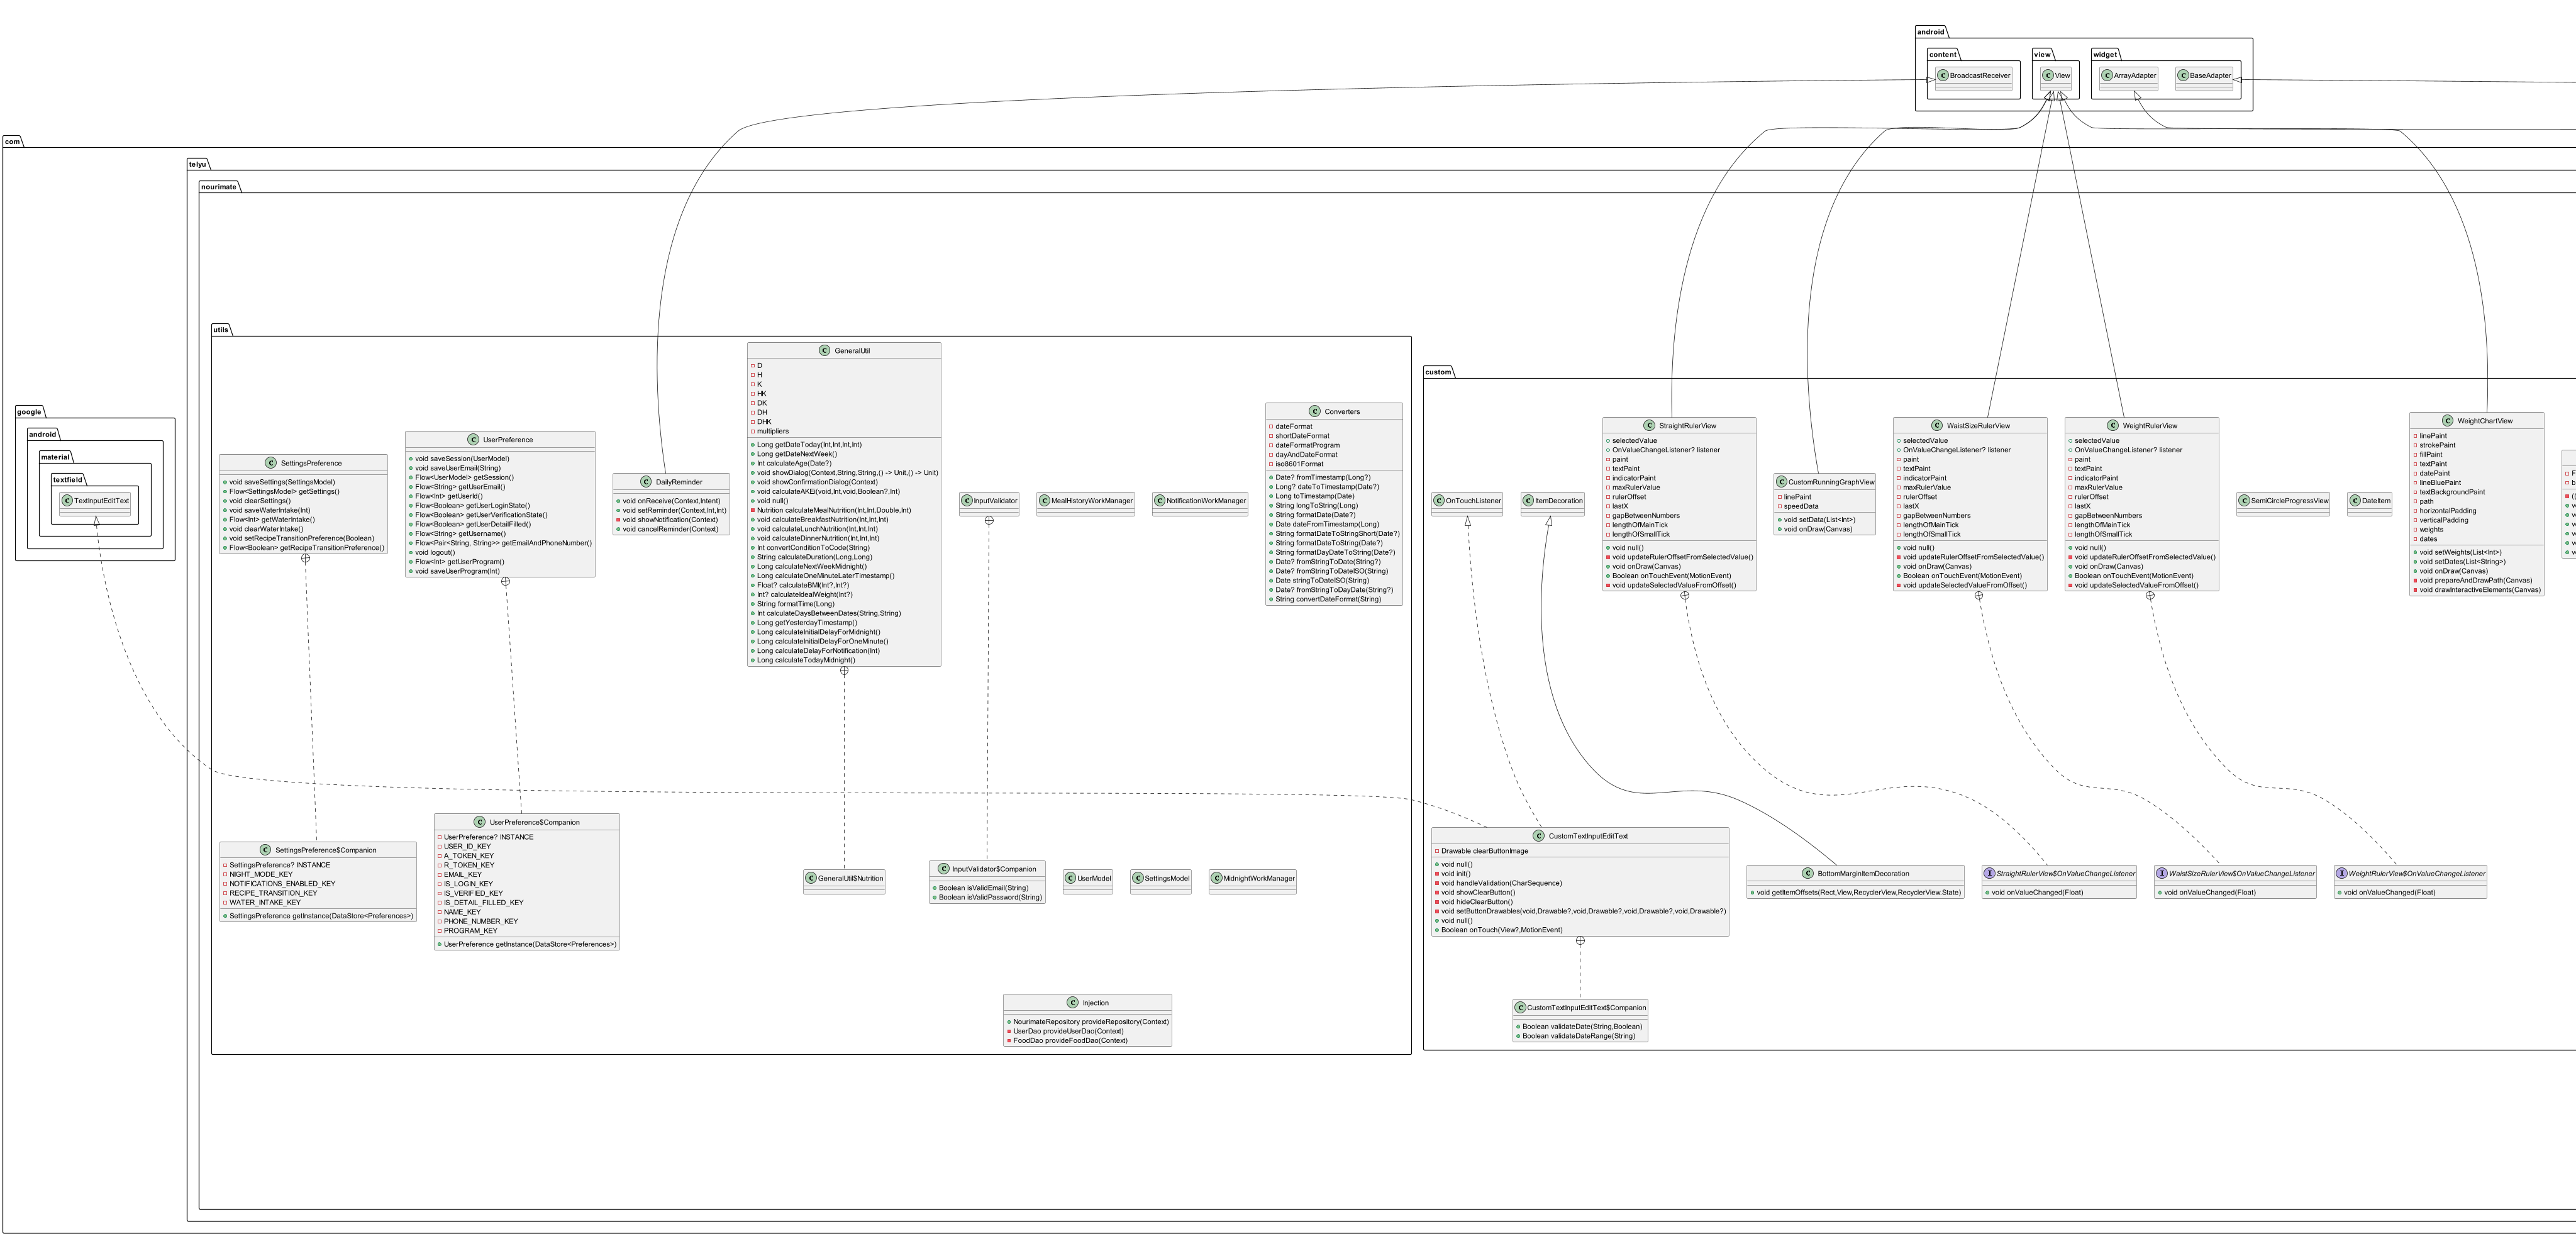 android
content
BroadcastReceiver
view
View
widget
ArrayAdapter
BaseAdapter
com
telyu
nourimate
google
android
material
textfield
TextInputEditText
utils
SettingsPreference
void saveSettings(SettingsModel)
Flow<SettingsModel> getSettings()
void clearSettings()
void saveWaterIntake(Int)
Flow<Int> getWaterIntake()
void clearWaterIntake()
void setRecipeTransitionPreference(Boolean)
Flow<Boolean> getRecipeTransitionPreference()
UserPreference
void saveSession(UserModel)
void saveUserEmail(String)
Flow<UserModel> getSession()
Flow<String> getUserEmail()
Flow<Int> getUserId()
Flow<Boolean> getUserLoginState()
Flow<Boolean> getUserVerificationState()
Flow<Boolean> getUserDetailFilled()
Flow<String> getUsername()
Flow<Pair<String, String>> getEmailAndPhoneNumber()
void logout()
Flow<Int> getUserProgram()
void saveUserProgram(Int)
DailyReminder
void onReceive(Context,Intent)
void setReminder(Context,Int,Int)
void showNotification(Context)
void cancelReminder(Context)
GeneralUtil
D
H
K
HK
DK
DH
DHK
multipliers
Long getDateToday(Int,Int,Int,Int)
Long getDateNextWeek()
Int calculateAge(Date?)
void showDialog(Context,String,String,() -> Unit,() -> Unit)
void showConfirmationDialog(Context)
void calculateAKEi(void,Int,void,Boolean?,Int)
void null()
Nutrition calculateMealNutrition(Int,Int,Double,Int)
void calculateBreakfastNutrition(Int,Int,Int)
void calculateLunchNutrition(Int,Int,Int)
void calculateDinnerNutrition(Int,Int,Int)
Int convertConditionToCode(String)
String calculateDuration(Long,Long)
Long calculateNextWeekMidnight()
Long calculateOneMinuteLaterTimestamp()
Float? calculateBMI(Int?,Int?)
Int? calculateIdealWeight(Int?)
String formatTime(Long)
Int calculateDaysBetweenDates(String,String)
Long getYesterdayTimestamp()
Long calculateInitialDelayForMidnight()
Long calculateInitialDelayForOneMinute()
Long calculateDelayForNotification(Int)
Long calculateTodayMidnight()
InputValidator
MealHistoryWorkManager
NotificationWorkManager
Converters
dateFormat
shortDateFormat
dateFormatProgram
dayAndDateFormat
iso8601Format
Date? fromTimestamp(Long?)
Long? dateToTimestamp(Date?)
Long toTimestamp(Date)
String longToString(Long)
String formatDate(Date?)
Date dateFromTimestamp(Long)
String formatDateToStringShort(Date?)
String formatDateToString(Date?)
String formatDayDateToString(Date?)
Date? fromStringToDate(String?)
Date? fromStringToDateISO(String)
Date stringToDateISO(String)
Date? fromStringToDayDate(String?)
String convertDateFormat(String)
SettingsPreference$Companion
SettingsPreference? INSTANCE
NIGHT_MODE_KEY
NOTIFICATIONS_ENABLED_KEY
RECIPE_TRANSITION_KEY
WATER_INTAKE_KEY
SettingsPreference getInstance(DataStore<Preferences>)
UserPreference$Companion
UserPreference? INSTANCE
USER_ID_KEY
A_TOKEN_KEY
R_TOKEN_KEY
EMAIL_KEY
IS_LOGIN_KEY
IS_VERIFIED_KEY
IS_DETAIL_FILLED_KEY
NAME_KEY
PHONE_NUMBER_KEY
PROGRAM_KEY
UserPreference getInstance(DataStore<Preferences>)
GeneralUtil$Nutrition
InputValidator$Companion
Boolean isValidEmail(String)
Boolean isValidPassword(String)
UserModel
SettingsModel
MidnightWorkManager
Injection
NourimateRepository provideRepository(Context)
UserDao provideUserDao(Context)
FoodDao provideFoodDao(Context)
custom
OnTouchListener
ItemDecoration
StraightRulerView
selectedValue
OnValueChangeListener? listener
paint
textPaint
indicatorPaint
maxRulerValue
rulerOffset
lastX
gapBetweenNumbers
lengthOfMainTick
lengthOfSmallTick
void null()
void updateRulerOffsetFromSelectedValue()
void onDraw(Canvas)
Boolean onTouchEvent(MotionEvent)
void updateSelectedValueFromOffset()
CustomRunningGraphView
linePaint
speedData
void setData(List<Int>)
void onDraw(Canvas)
WaistSizeRulerView
selectedValue
OnValueChangeListener? listener
paint
textPaint
indicatorPaint
maxRulerValue
rulerOffset
lastX
gapBetweenNumbers
lengthOfMainTick
lengthOfSmallTick
void null()
void updateRulerOffsetFromSelectedValue()
void onDraw(Canvas)
Boolean onTouchEvent(MotionEvent)
void updateSelectedValueFromOffset()
WeightRulerView
selectedValue
OnValueChangeListener? listener
paint
textPaint
indicatorPaint
maxRulerValue
rulerOffset
lastX
gapBetweenNumbers
lengthOfMainTick
lengthOfSmallTick
void null()
void updateRulerOffsetFromSelectedValue()
void onDraw(Canvas)
Boolean onTouchEvent(MotionEvent)
void updateSelectedValueFromOffset()
SemiCircleProgressView
DateItem
WeightChartView
linePaint
strokePaint
fillPaint
textPaint
datePaint
lineBluePaint
textBackgroundPaint
path
horizontalPadding
verticalPadding
weights
dates
void setWeights(List<Int>)
void setDates(List<String>)
void onDraw(Canvas)
void prepareAndDrawPath(Canvas)
void drawInteractiveElements(Canvas)
CustomTextInputEditText
Drawable clearButtonImage
void null()
void init()
void handleValidation(CharSequence)
void showClearButton()
void hideClearButton()
void setButtonDrawables(void,Drawable?,void,Drawable?,void,Drawable?,void,Drawable?)
void null()
Boolean onTouch(View?,MotionEvent)
BottomMarginItemDecoration
void getItemOffsets(Rect,View,RecyclerView,RecyclerView.State)
StraightRulerView$OnValueChangeListener
void onValueChanged(Float)
WaistSizeRulerView$OnValueChangeListener
void onValueChanged(Float)
WeightRulerView$OnValueChangeListener
void onValueChanged(Float)
CustomTextInputEditText$Companion
Boolean validateDate(String,Boolean)
Boolean validateDateRange(String)